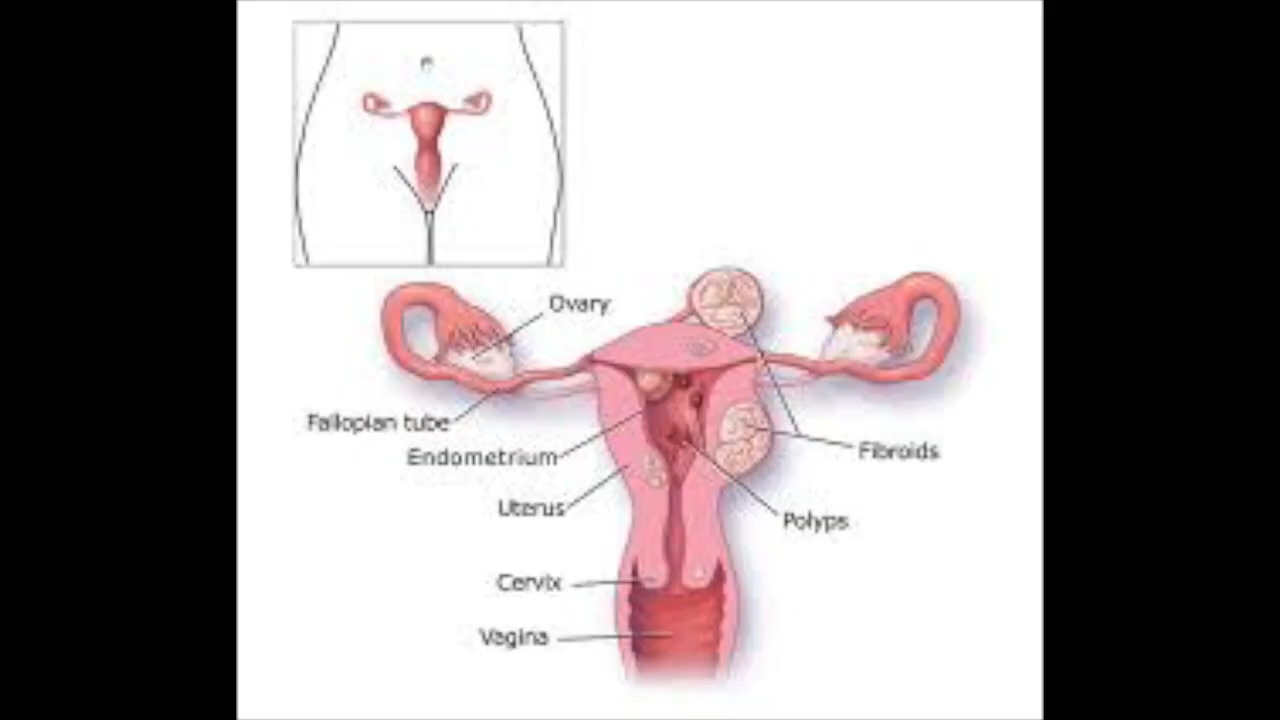 Ovary
Fallopian tube
Endometrium
Fibroids
Uterus
Polyps
Cervix
Vagina